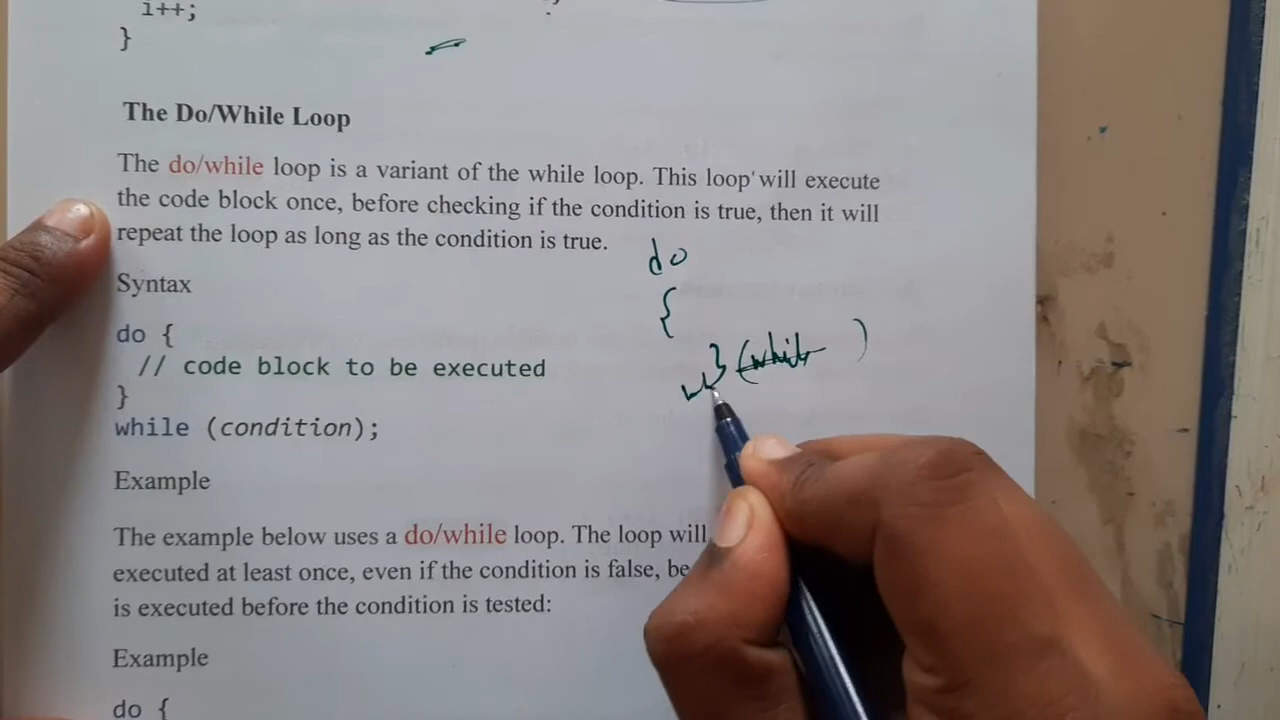 i++;
}
The Do/While Loop
The do/while loop is a variant of the while loop. This loop will execute
the code block once, before checking if the condition is true, then it will
repeat the loop as long as the condition is true.
do
Syntax
{
do {
} (while )
// code block to be executed
}
while (condition);
Example
The example below uses a do/while loop. The loop will
executed at least once, even if the condition is false, be
is executed before the condition is tested:
Example
do {